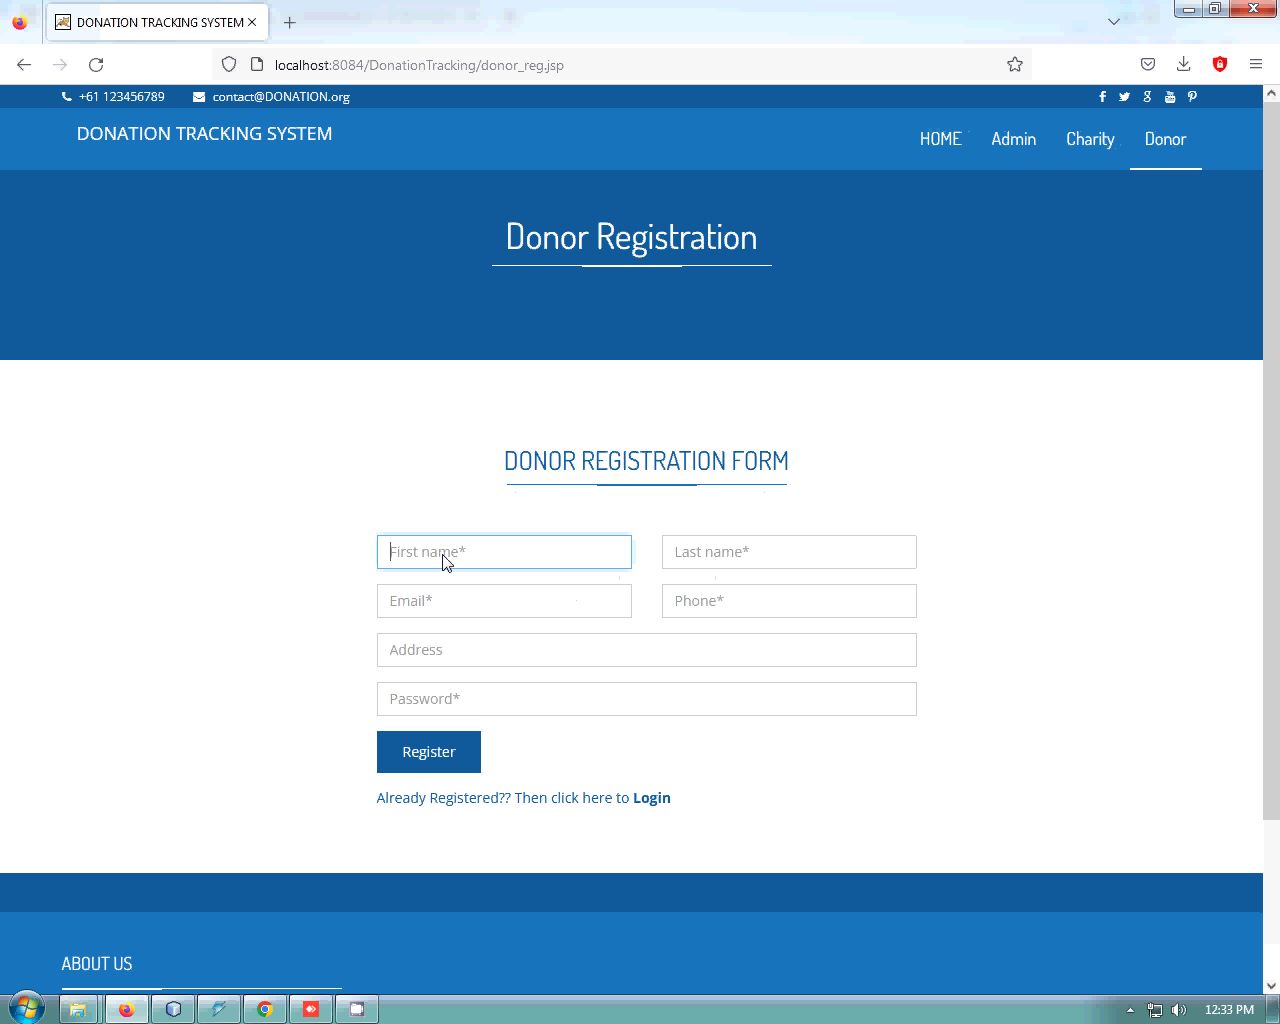 DONATION TRACKING SYSTEM
localhost:8084/DonationTracking/donor_reg.jsp
+61 123456789 contact@DONATION.org
DONATION TRACKING SYSTEM
HOME Admin Charity Donor
Donor Registration
DONOR REGISTRATION FORM
First name* Last name*
Email* Phone*
Address
Password*
Register
Already Registered?? Then click here to Login
ABOUT US
12:33 PM